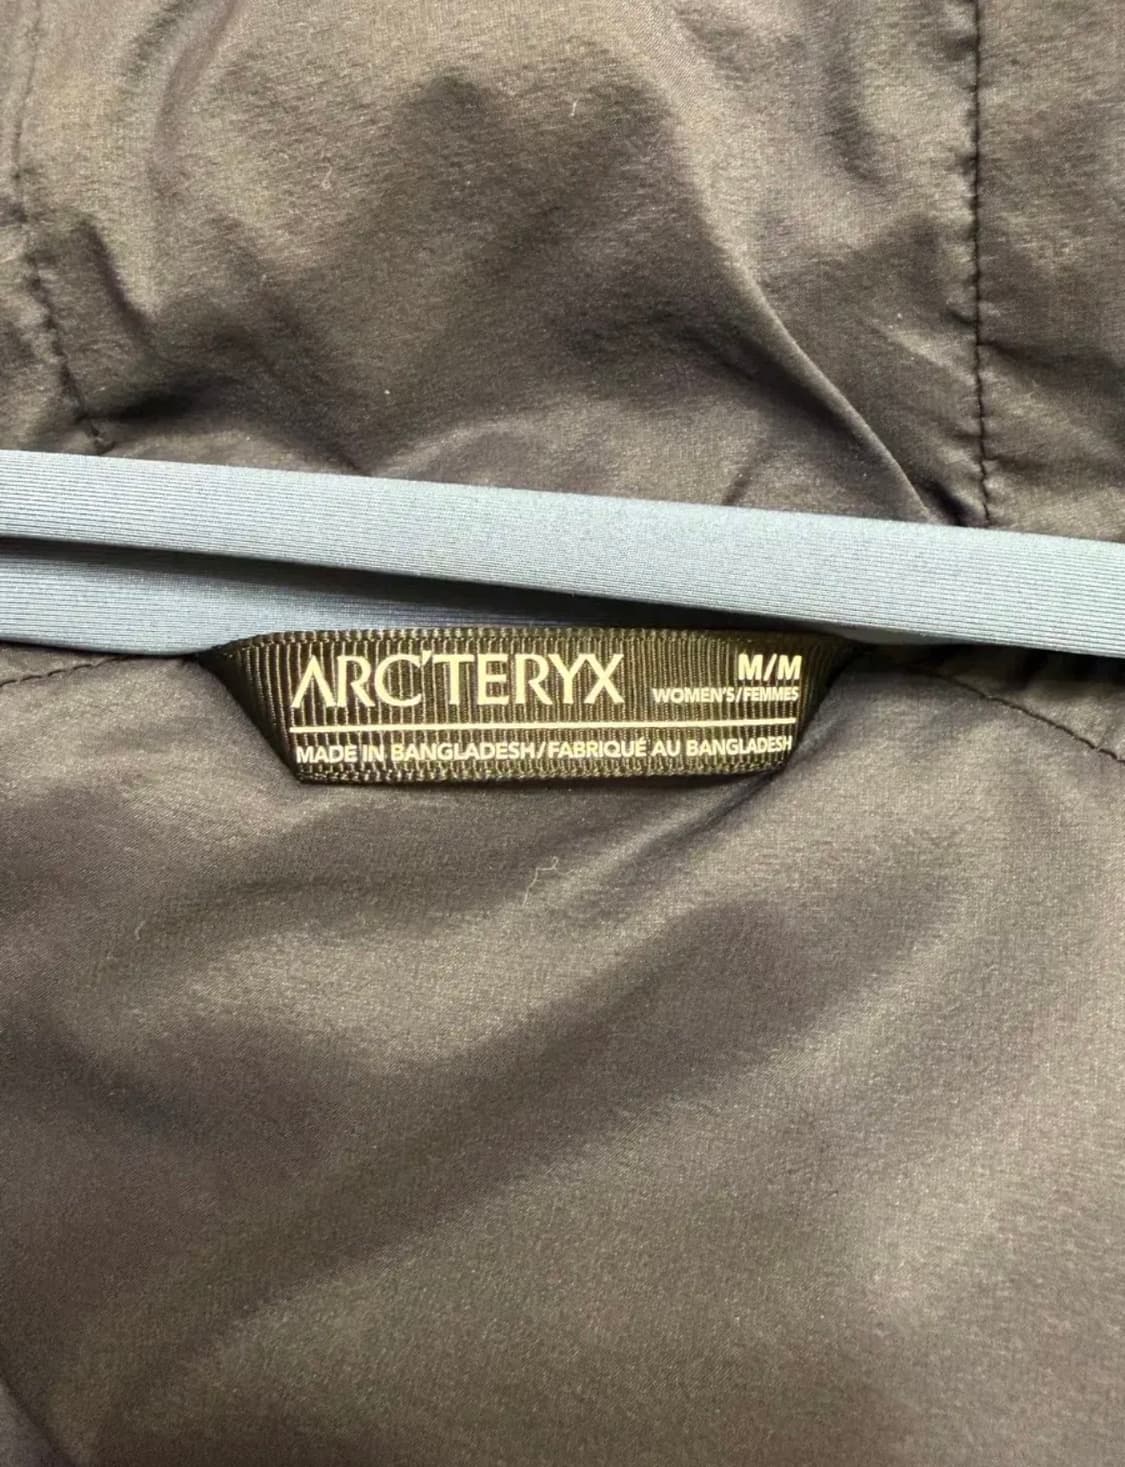 ARC'TERYX M/M
WOMEN'S/FEMMES
MADE IN BANGLADESH/FABRIQUÉ AU BANGLADESH